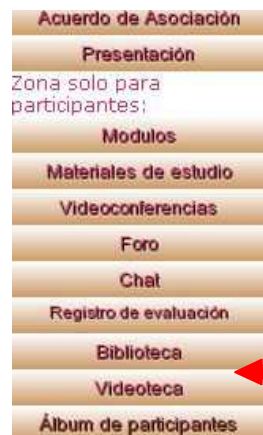 Acuerdo de Asociación
Presentación
Zona solo para
participantes:
Modulos
Materiales de estudio
Videoconferencias
Foro
Chat
Registro de evaluación
Biblioteca
Videoteca
Álbum de participantes